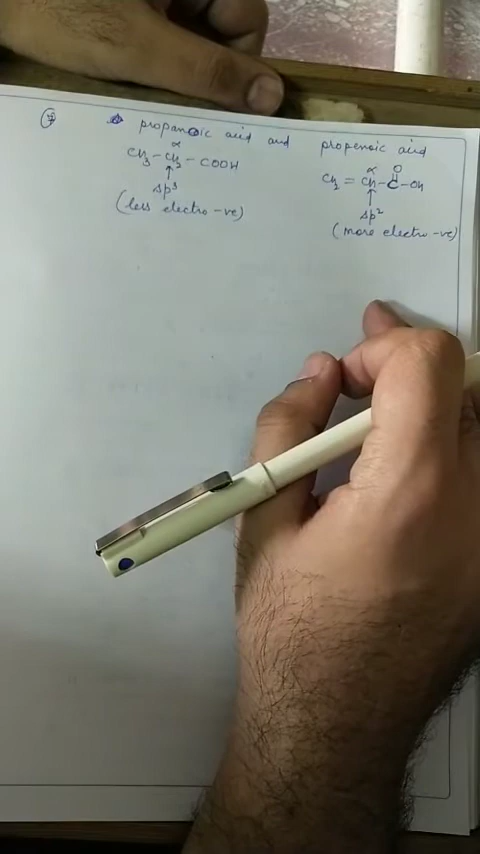 propanoic acid and propenoic acid
CH₃ – CH₂ – COOH
α
↑
sp³
(less electro -ve)
O
α
CH₂ = CH – C – OH
↑
sp²
(more electro -ve)